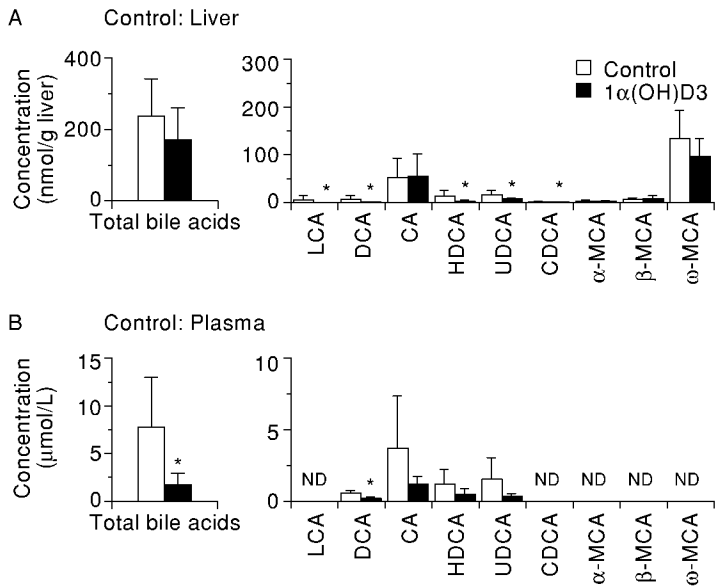 A Control: Liver
Concentration
(nmol/g liver)
400
200
0
Total bile acids
300
200
100
0
Control
1α(OH)D3
* * * * *
LCA DCA CA HDCA UDCA CDCA α-MCA β-MCA ω-MCA
B Control: Plasma
Concentration
(μmol/L)
15
10
5
0
*
Total bile acids
10
5
0
ND * ND ND ND ND
LCA DCA CA HDCA UDCA CDCA α-MCA β-MCA ω-MCA